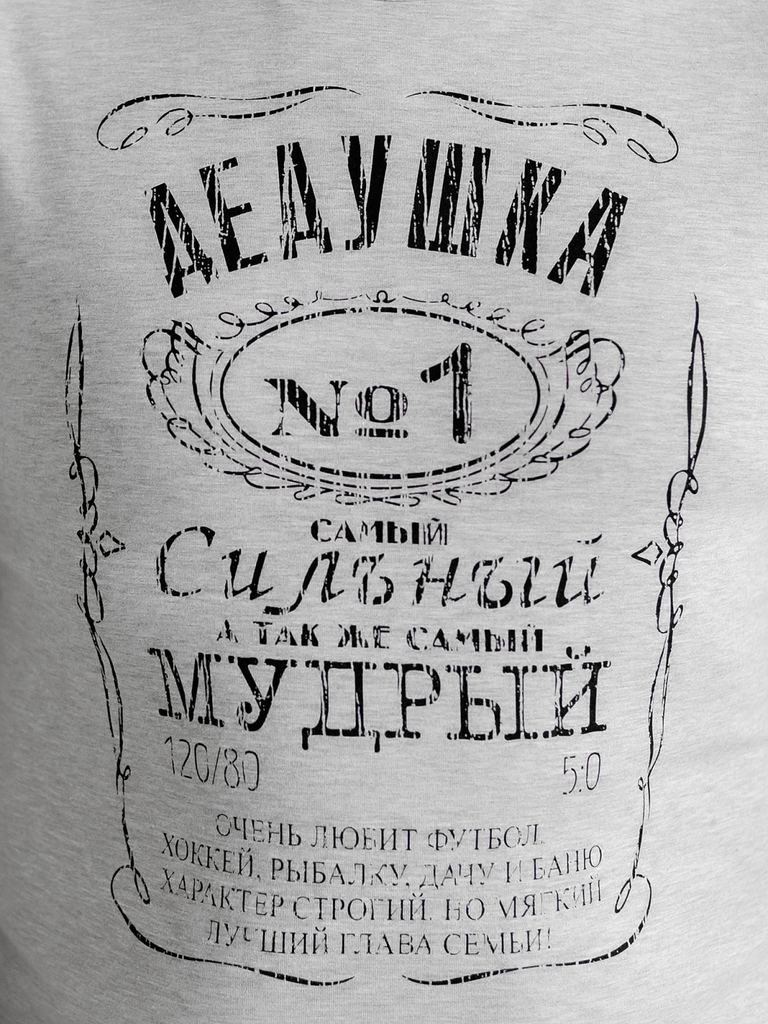 ДЕДУШКА
№1
САМЫЙ
Сильный
А ТАК ЖЕ САМЫЙ
МУДРЫЙ
120/80 5:0
ОЧЕНЬ ЛЮБИТ ФУТБОЛ,
ХОККЕЙ, РЫБАЛКУ, ДАЧУ И БАНЮ
ХАРАКТЕР СТРОГИЙ, НО МЯГКИЙ
ЛУЧШИЙ ГЛАВА СЕМЬИ!